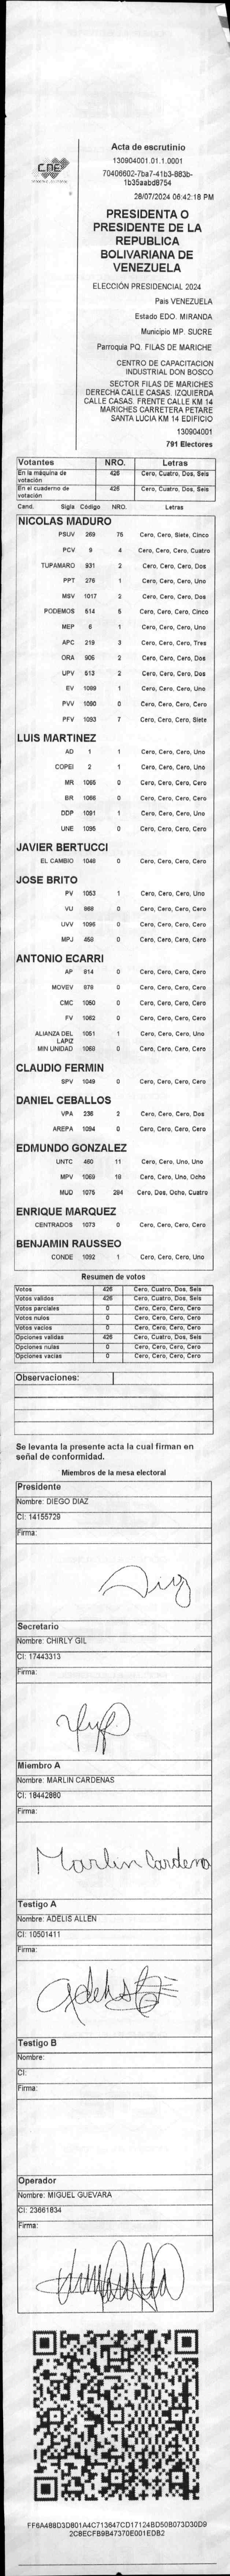 Acta de escrutinio
130904001.01.1.0001
70406602-7ba7-41b3-883b-
1b35aabd8754
28/07/2024 06:42:18 PM
CNE
PRESIDENTA O
PRESIDENTE DE LA
REPUBLICA
BOLIVARIANA DE
VENEZUELA
ELECCIÓN PRESIDENCIAL 2024
País VENEZUELA
Estado EDO. MIRANDA
Municipio MP. SUCRE
Parroquia PQ. FILAS DE MARICHE
CENTRO DE CAPACITACION
INDUSTRIAL DON BOSCO
SECTOR FILAS DE MARICHES
DERECHA CALLE CASAS. IZQUIERDA
CALLE CASAS. FRENTE CALLE KM 14
MARICHES CARRETERA PETARE
SANTA LUCIA KM 14 EDIFICIO
130904001
791 Electores
Votantes NRO. Letras
En la máquina de votación 426 Cero, Cuatro, Dos, Seis
En el cuaderno de votación 426 Cero, Cuatro, Dos, Seis
Cand. Sigla Código NRO. Letras
NICOLAS MADURO
PSUV 269 75 Cero, Cero, Siete, Cinco
PCV 9 4 Cero, Cero, Cero, Cuatro
TUPAMARO 931 2 Cero, Cero, Cero, Dos
PPT 276 1 Cero, Cero, Cero, Uno
MSV 1017 2 Cero, Cero, Cero, Dos
PODEMOS 514 5 Cero, Cero, Cero, Cinco
MEP 6 1 Cero, Cero, Cero, Uno
APC 219 3 Cero, Cero, Cero, Tres
ORA 906 2 Cero, Cero, Cero, Dos
UPV 513 2 Cero, Cero, Cero, Dos
EV 1099 1 Cero, Cero, Cero, Uno
PVV 1090 0 Cero, Cero, Cero, Cero
PFV 1093 7 Cero, Cero, Cero, Siete
LUIS MARTINEZ
AD 1 1 Cero, Cero, Cero, Uno
COPEI 2 1 Cero, Cero, Cero, Uno
MR 1065 0 Cero, Cero, Cero, Cero
BR 1066 0 Cero, Cero, Cero, Cero
DDP 1091 1 Cero, Cero, Cero, Uno
UNE 1095 0 Cero, Cero, Cero, Cero
JAVIER BERTUCCI
EL CAMBIO 1048 0 Cero, Cero, Cero, Cero
JOSE BRITO
PV 1053 1 Cero, Cero, Cero, Uno
VU 868 0 Cero, Cero, Cero, Cero
UVV 1096 0 Cero, Cero, Cero, Cero
MPJ 459 0 Cero, Cero, Cero, Cero
ANTONIO ECARRI
AP 814 0 Cero, Cero, Cero, Cero
MOVEV 878 0 Cero, Cero, Cero, Cero
CMC 1050 0 Cero, Cero, Cero, Cero
FV 1062 0 Cero, Cero, Cero, Cero
ALIANZA DEL LAPIZ 1051 1 Cero, Cero, Cero, Uno
MIN UNIDAD 1068 0 Cero, Cero, Cero, Cero
CLAUDIO FERMIN
SPV 1049 0 Cero, Cero, Cero, Cero
DANIEL CEBALLOS
VPA 236 2 Cero, Cero, Cero, Dos
AREPA 1094 0 Cero, Cero, Cero, Cero
EDMUNDO GONZALEZ
UNTC 460 11 Cero, Cero, Uno, Uno
MPV 1069 18 Cero, Cero, Uno, Ocho
MUD 1075 284 Cero, Dos, Ocho, Cuatro
ENRIQUE MARQUEZ
CENTRADOS 1073 0 Cero, Cero, Cero, Cero
BENJAMIN RAUSSEO
CONDE 1092 1 Cero, Cero, Cero, Uno
Resumen de votos
Votos 426 Cero, Cuatro, Dos, Seis
Votos validos 426 Cero, Cuatro, Dos, Seis
Votos parciales 0 Cero, Cero, Cero, Cero
Votos nulos 0 Cero, Cero, Cero, Cero
Votos vacios 0 Cero, Cero, Cero, Cero
Opciones validas 426 Cero, Cuatro, Dos, Seis
Opciones nulas 0 Cero, Cero, Cero, Cero
Opciones vacias 0 Cero, Cero, Cero, Cero
Observaciones:
Se levanta la presente acta la cual firman en
señal de conformidad.
Miembros de la mesa electoral
Presidente
Nombre: DIEGO DIAZ
CI: 14155729
Firma:
Secretario
Nombre: CHIRLY GIL
CI: 17443313
Firma:
Miembro A
Nombre: MARLIN CARDENAS
CI: 18442880
Firma:
Marlin Cardena
Testigo A
Nombre: ADELIS ALLEN
CI: 10501411
Firma:
Adelis
Testigo B
Nombre:
CI:
Firma:
Operador
Nombre: MIGUEL GUEVARA
CI: 23661834
Firma:
FF6A488D3D801A4C713647CD17124BD50B073D30D9
2C8ECFB9B47370E001EDB2